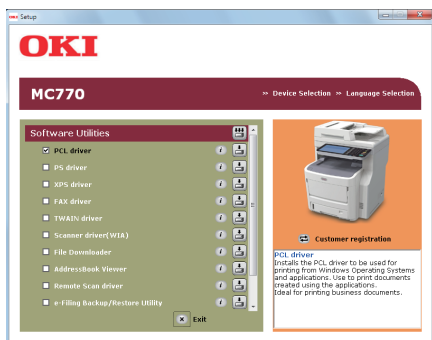 Setup
OKI
MC770
» Device Selection » Language Selection
Software Utilities
PCL driver
PS driver
XPS driver
FAX driver
TWAIN driver
Scanner driver(WIA)
File Downloader
AddressBook Viewer
Remote Scan driver
e-Filing Backup/Restore Utility
Exit
Customer registration
PCL driver
Installs the PCL driver to be used for
printing from Windows Operating Systems
and applications. Use to print documents
created using the applications.
Ideal for printing business documents.